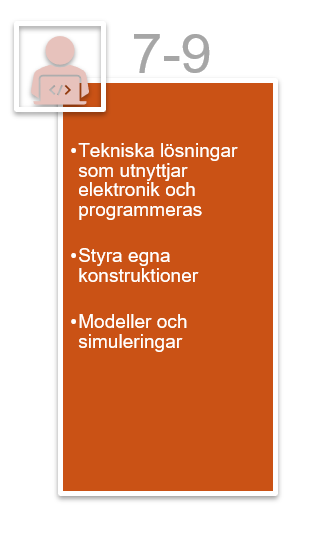 7-9
</>
•Tekniska lösningar
som utnyttjar
elektronik och
programmeras
•Styra egna
konstruktioner
•Modeller och
simuleringar